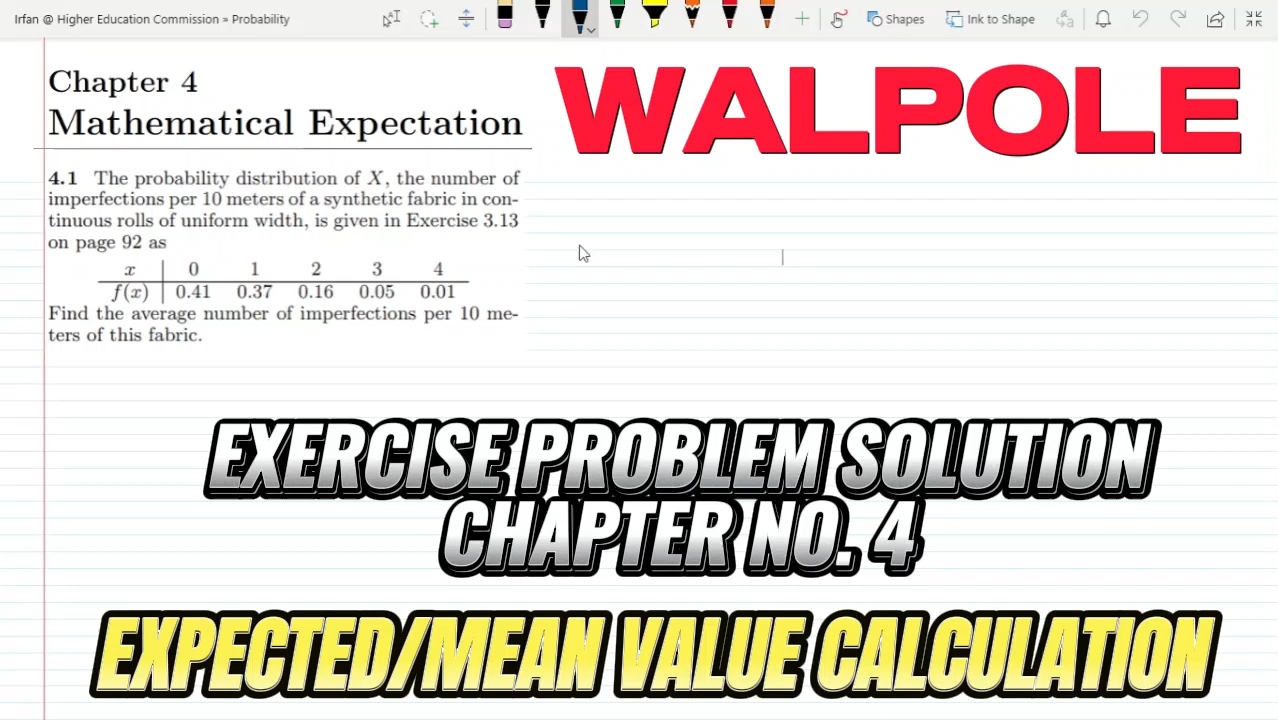 Irfan @ Higher Education Commission » Probability
Shapes
Ink to Shape
Chapter 4
Mathematical Expectation
WALPOLE
4.1 The probability distribution of X, the number of
imperfections per 10 meters of a synthetic fabric in con-
tinuous rolls of uniform width, is given in Exercise 3.13
on page 92 as
x 0 1 2 3 4
f(x) 0.41 0.37 0.16 0.05 0.01
Find the average number of imperfections per 10 me-
ters of this fabric.
EXERCISE PROBLEM SOLUTION
CHAPTER NO. 4
EXPECTED/MEAN VALUE CALCULATION